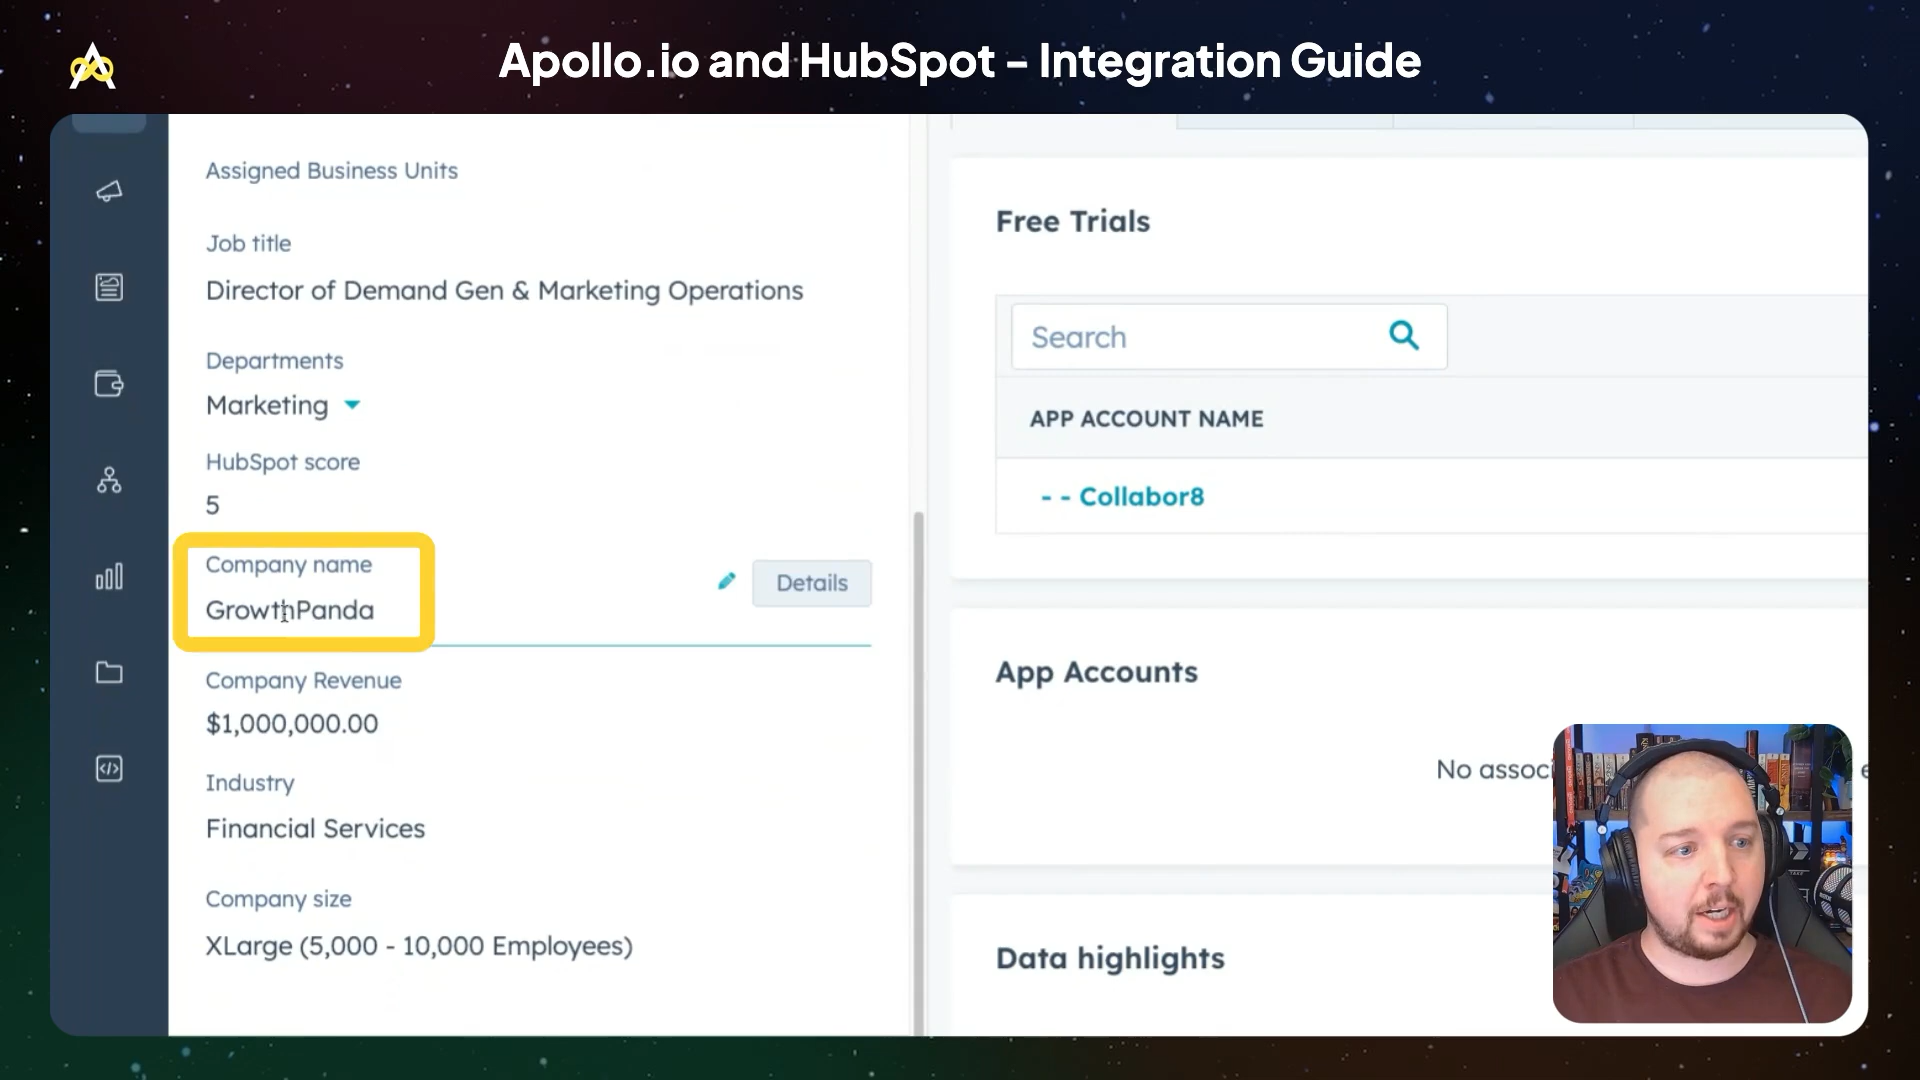 Apollo.io and HubSpot – Integration Guide
Assigned Business Units
Job title
Director of Demand Gen & Marketing Operations
Departments
Marketing
HubSpot score
5
Company name
GrowthPanda
Details
Company Revenue
$1,000,000.00
Industry
Financial Services
Company size
XLarge (5,000 - 10,000 Employees)
Free Trials
Search
APP ACCOUNT NAME
- - Collabor8
App Accounts
No
Data highlights